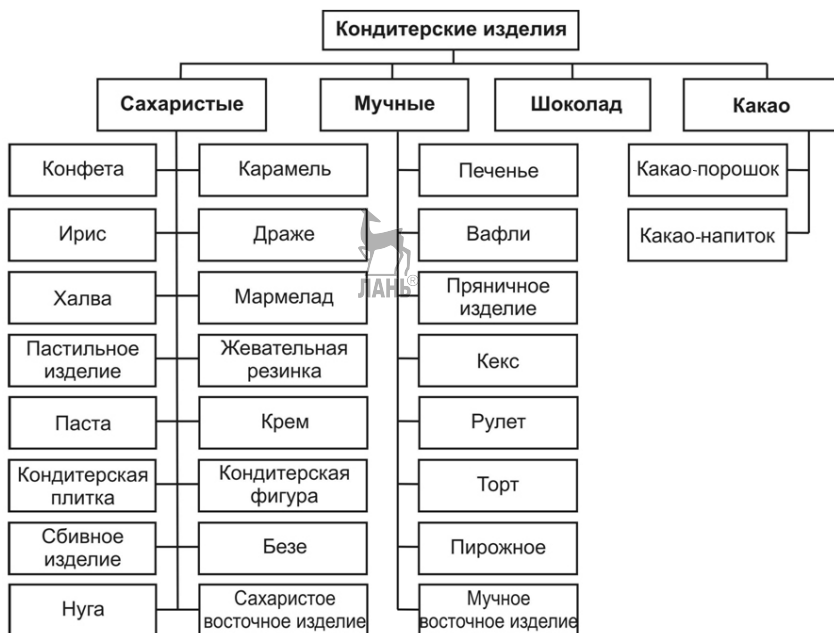 Кондитерские изделия
Сахаристые
Мучные
Шоколад
Какао
Конфета
Карамель
Печенье
Какао-порошок
Ирис
Драже
Вафли
Какао-напиток
ЛАНЬ®
Халва
Мармелад
Пряничное
изделие
Пастильное
изделие
Жевательная
резинка
Кекс
Паста
Крем
Рулет
Кондитерская
плитка
Кондитерская
фигура
Торт
Сбивное
изделие
Безе
Пирожное
Нуга
Сахаристое
восточное изделие
Мучное
восточное изделие